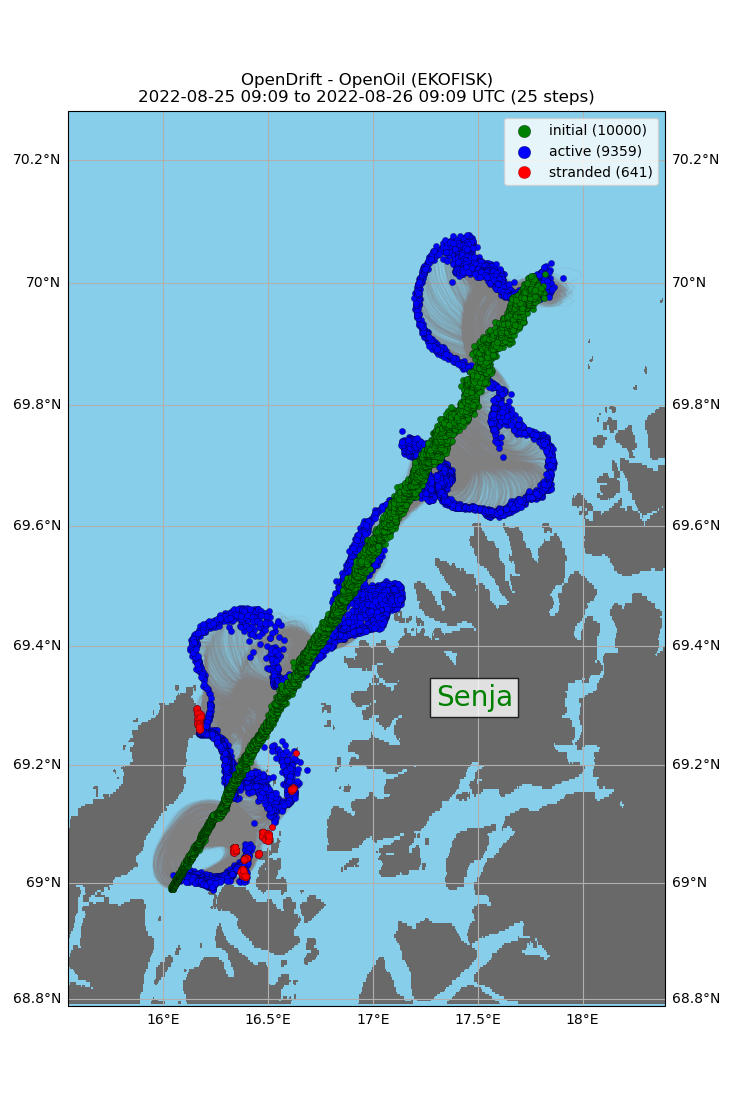 OpenDrift - OpenOil (EKOFISK)
2022-08-25 09:09 to 2022-08-26 09:09 UTC (25 steps)
initial (10000)
active (9359)
stranded (641)
70.2°N 70.2°N
70°N 70°N
69.8°N 69.8°N
69.6°N 69.6°N
69.4°N 69.4°N
Senja
69.2°N 69.2°N
69°N 69°N
68.8°N 68.8°N
16°E 16.5°E 17°E 17.5°E 18°E